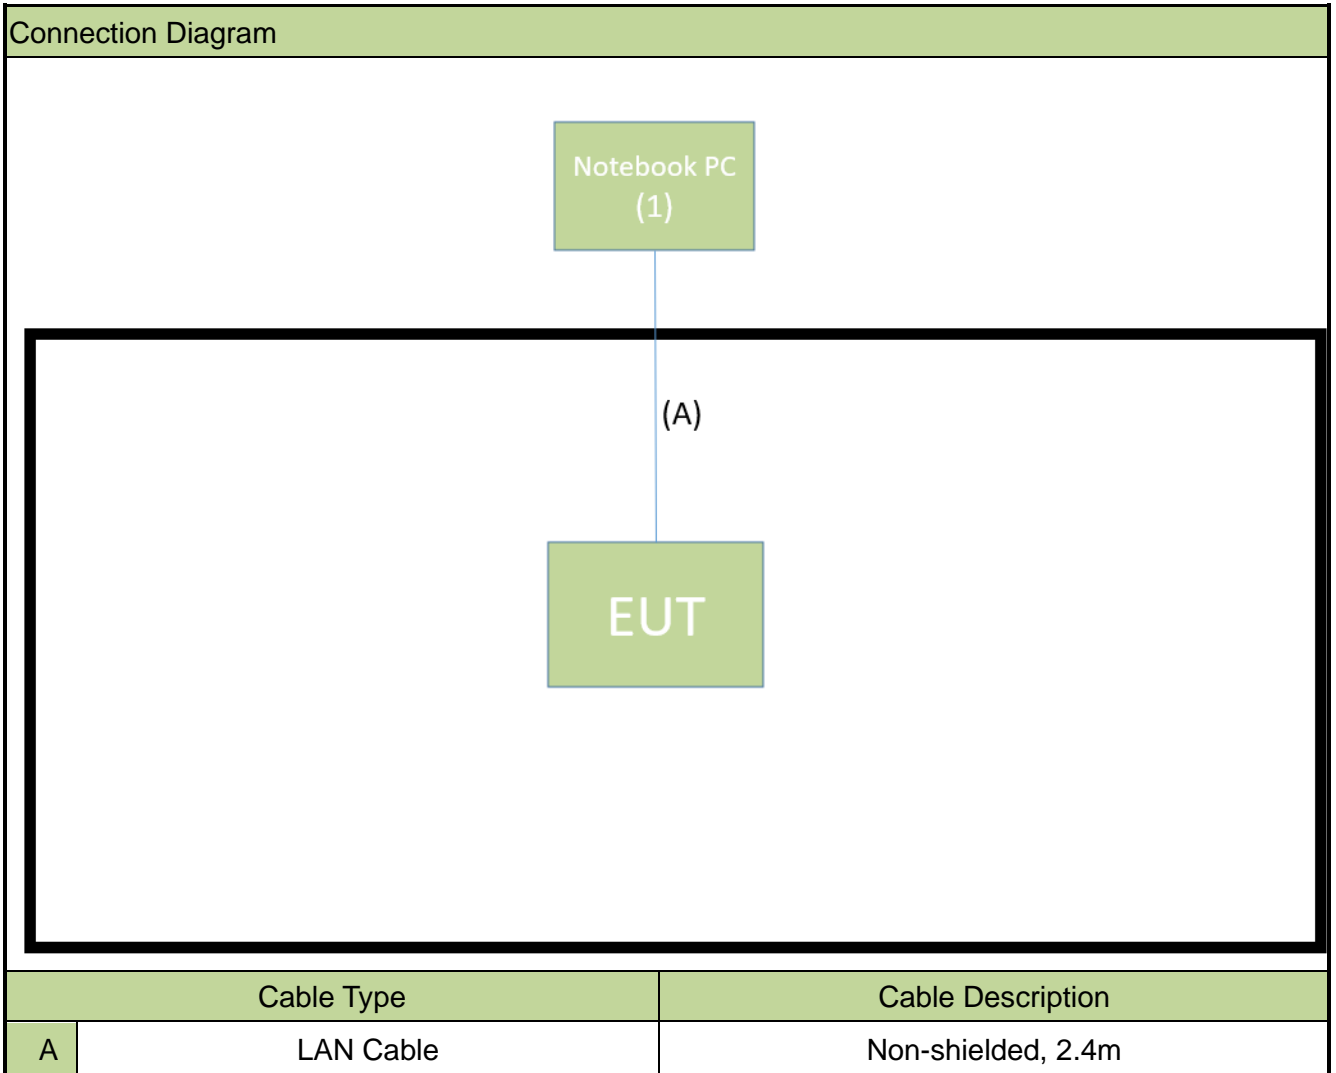 Connection Diagram
Notebook PC
(1)
(A)
EUT
Cable Type Cable Description
A LAN Cable Non-shielded, 2.4m